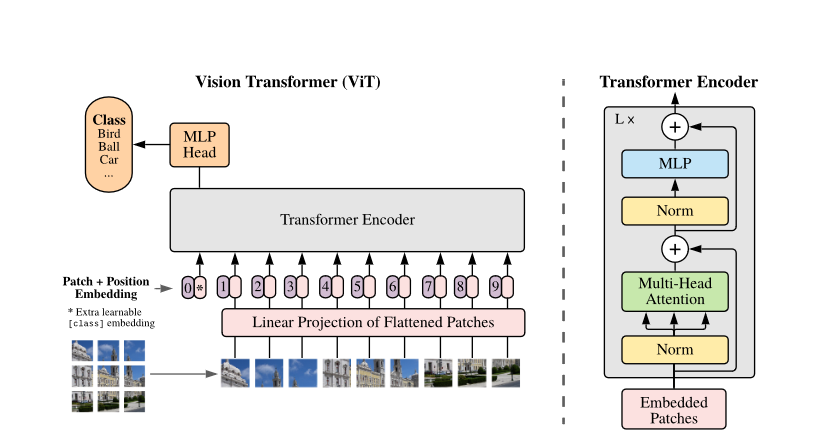 Vision Transformer (ViT)
Class
Bird
Ball
Car
...
MLP
Head
Transformer Encoder
Patch + Position
Embedding
* Extra learnable
[class] embedding
0 * 1 2 3 4 5 6 7 8 9
Linear Projection of Flattened Patches
Transformer Encoder
L x
+
MLP
Norm
+
Multi-Head
Attention
Norm
Embedded
Patches